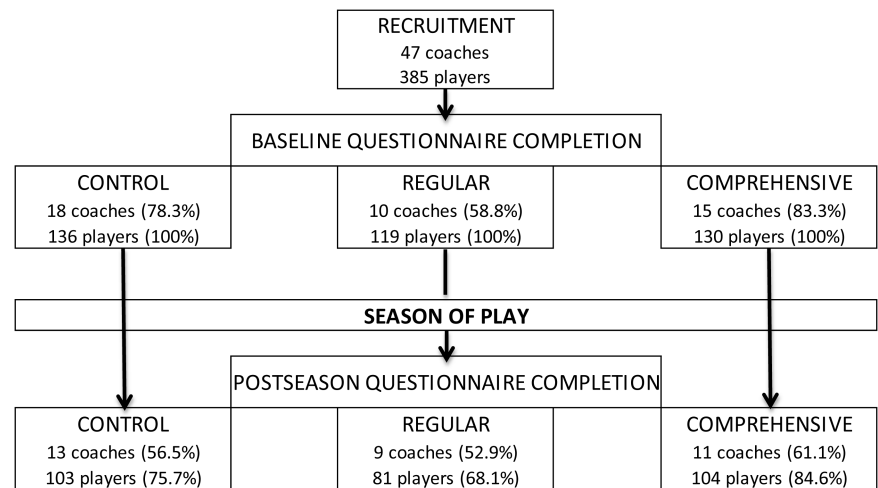 RECRUITMENT
47 coaches
385 players
BASELINE QUESTIONNAIRE COMPLETION
CONTROL
18 coaches (78.3%)
136 players (100%)
REGULAR
10 coaches (58.8%)
119 players (100%)
COMPREHENSIVE
15 coaches (83.3%)
130 players (100%)
SEASON OF PLAY
POSTSEASON QUESTIONNAIRE COMPLETION
CONTROL
13 coaches (56.5%)
103 players (75.7%)
REGULAR
9 coaches (52.9%)
81 players (68.1%)
COMPREHENSIVE
11 coaches (61.1%)
104 players (84.6%)